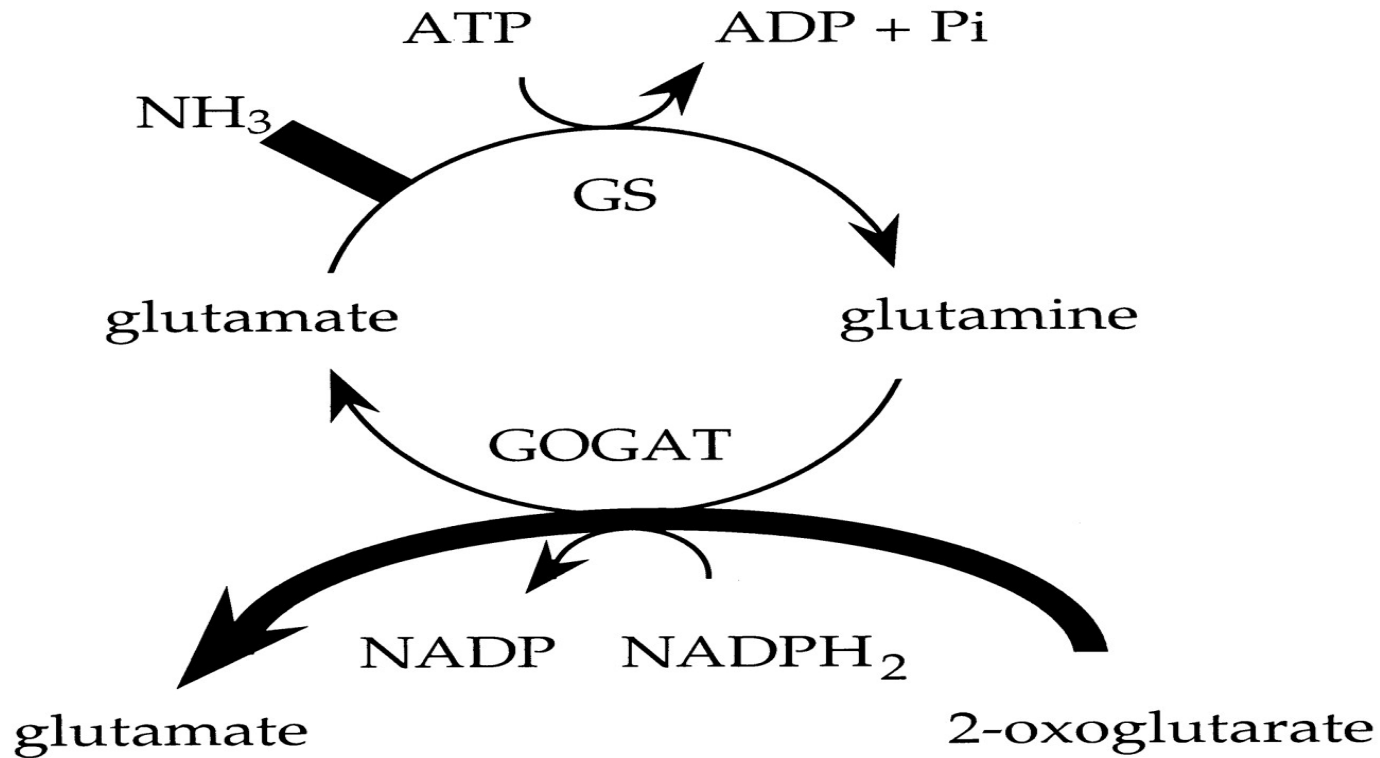 ATP ADP + Pi
NH3
GS
glutamate glutamine
GOGAT
NADP NADPH2
glutamate 2-oxoglutarate